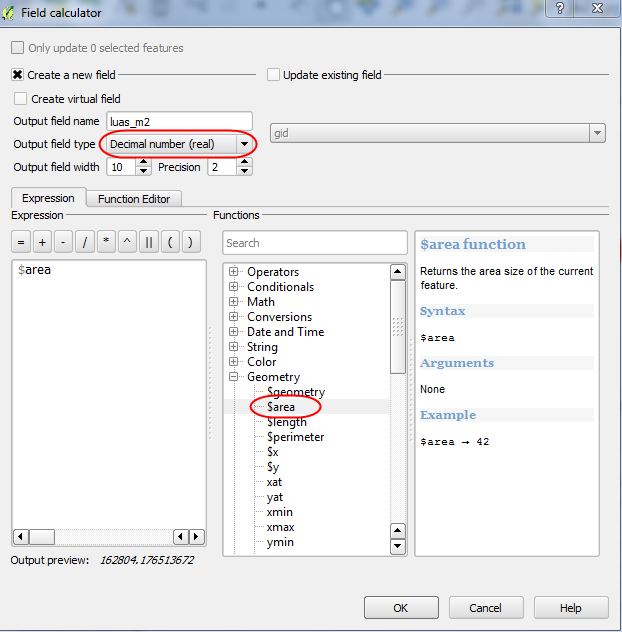 Field calculator
?
X
Only update 0 selected features
Create a new field
Update existing field
Create virtual field
Output field name luas_m2
Output field type Decimal number (real)
gid
Output field width 10 Precision 2
Expression Function Editor
Expression
Functions
= + - / * ^ || ( )
Search
$area
Operators
Conditionals
Math
Conversions
Date and Time
String
Color
Geometry
$geometry
$area
$length
$perimeter
$x
$y
xat
yat
xmin
xmax
ymin
$area function
Returns the area size of the current
feature.
Syntax
$area
Arguments
None
Example
$area → 42
Output preview: 162804.176513672
OK Cancel Help